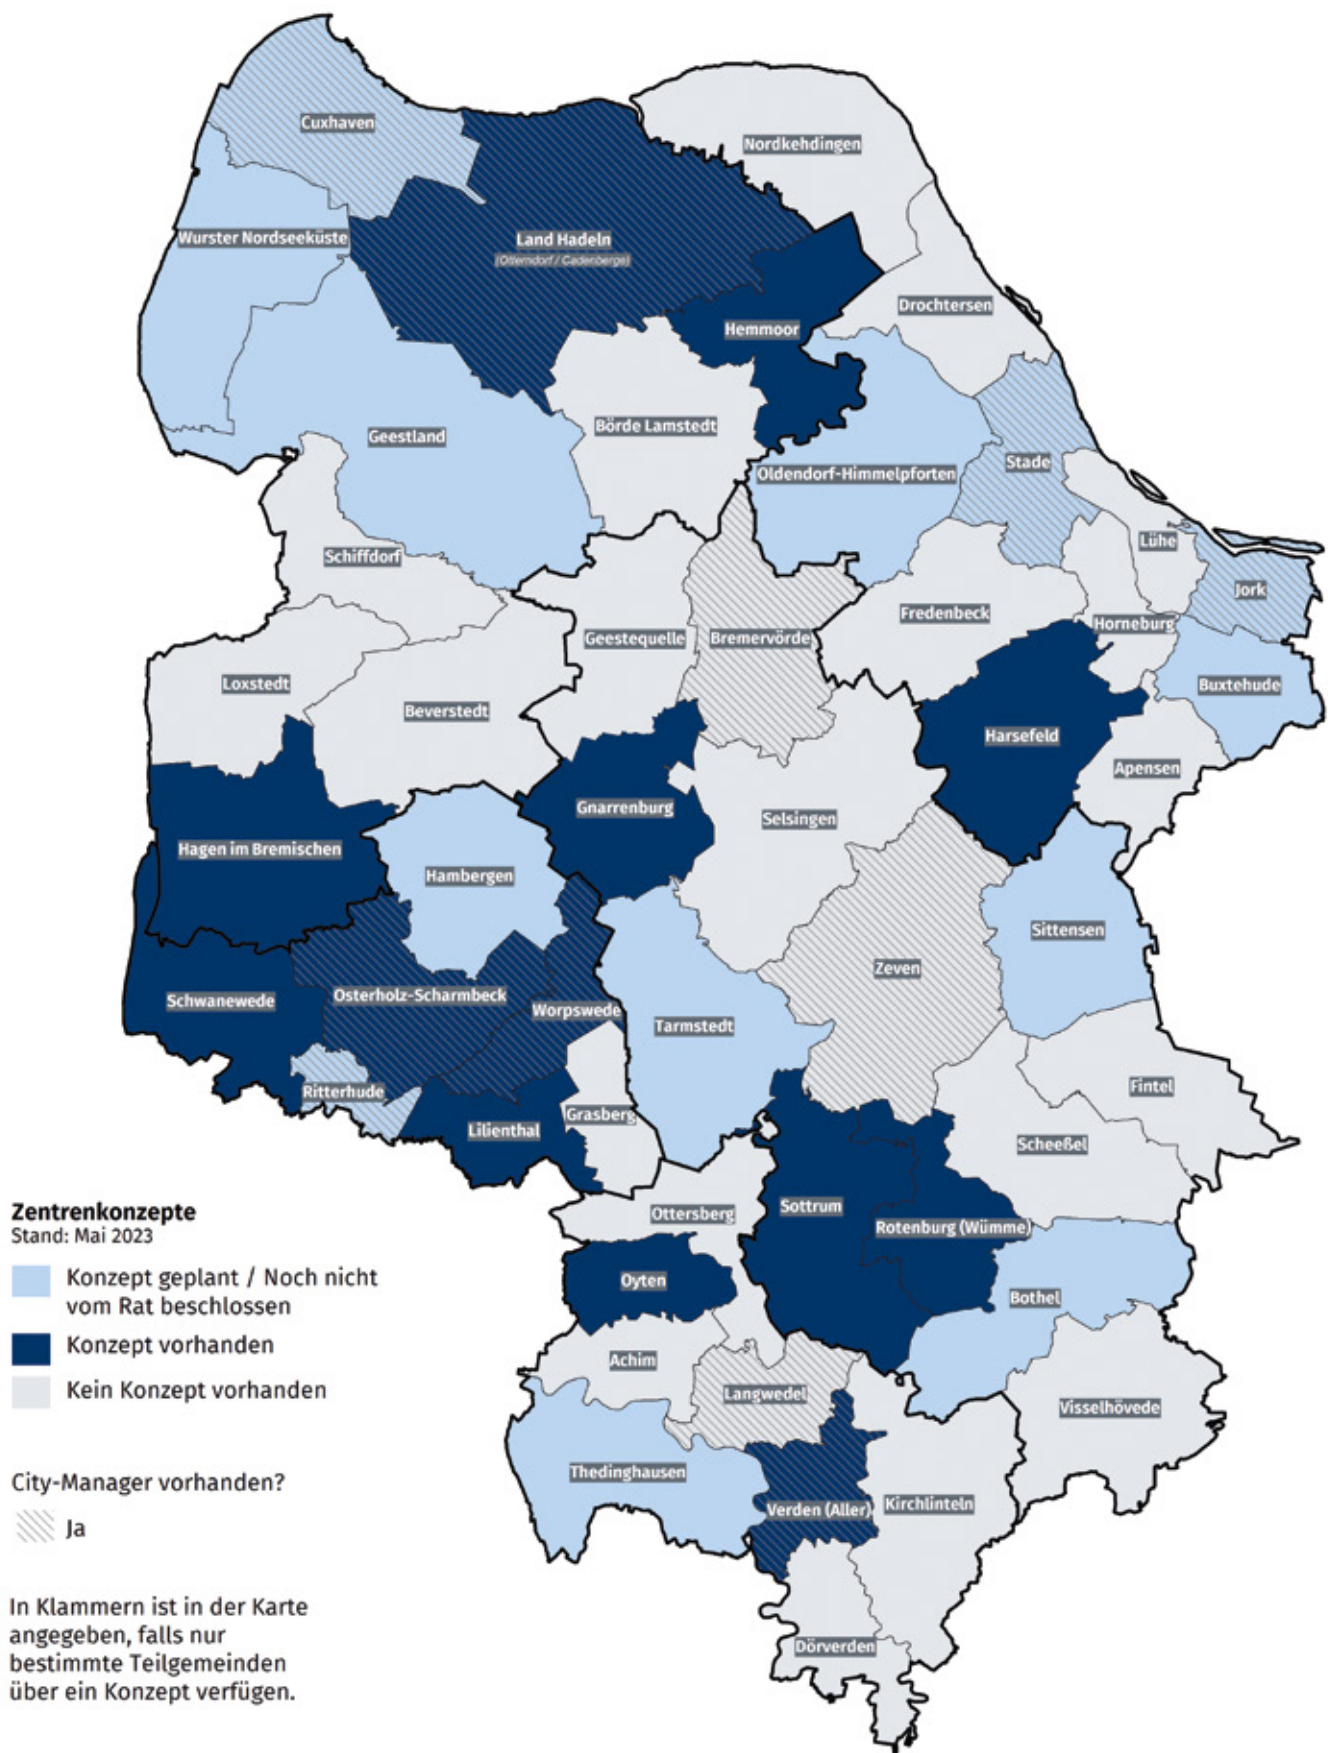 Cuxhaven
Nordkehdingen
Wurster Nordseeküste
Land Hadeln
(Otterndorf / Cadenberge)
Drochtersen
Hemmoor
Börde Lamstedt
Geestland
Oldendorf-Himmelpforten
Stade
Lühe
Schiffdorf
Jork
Fredenbeck
Horneburg
Geestequelle
Bremervörde
Loxstedt
Buxtehude
Beverstedt
Harsefeld
Apensen
Gnarrenburg
Selsingen
Hagen im Bremischen
Hambergen
Sittensen
Zeven
Osterholz-Scharmbeck
Schwanewede
Worpswede
Tarmstedt
Fintel
Ritterhude
Grasberg
Lilienthal
Scheeßel
Sottrum
Ottersberg
Rotenburg (Wümme)
Oyten
Bothel
Achim
Langwedel
Visselhövede
Thedinghausen
Kirchlinteln
Verden (Aller)
Dörverden
Zentrenkonzepte
Stand: Mai 2023
Konzept geplant / Noch nicht
vom Rat beschlossen
Konzept vorhanden
Kein Konzept vorhanden
City-Manager vorhanden?
Ja
In Klammern ist in der Karte
angegeben, falls nur
bestimmte Teilgemeinden
über ein Konzept verfügen.